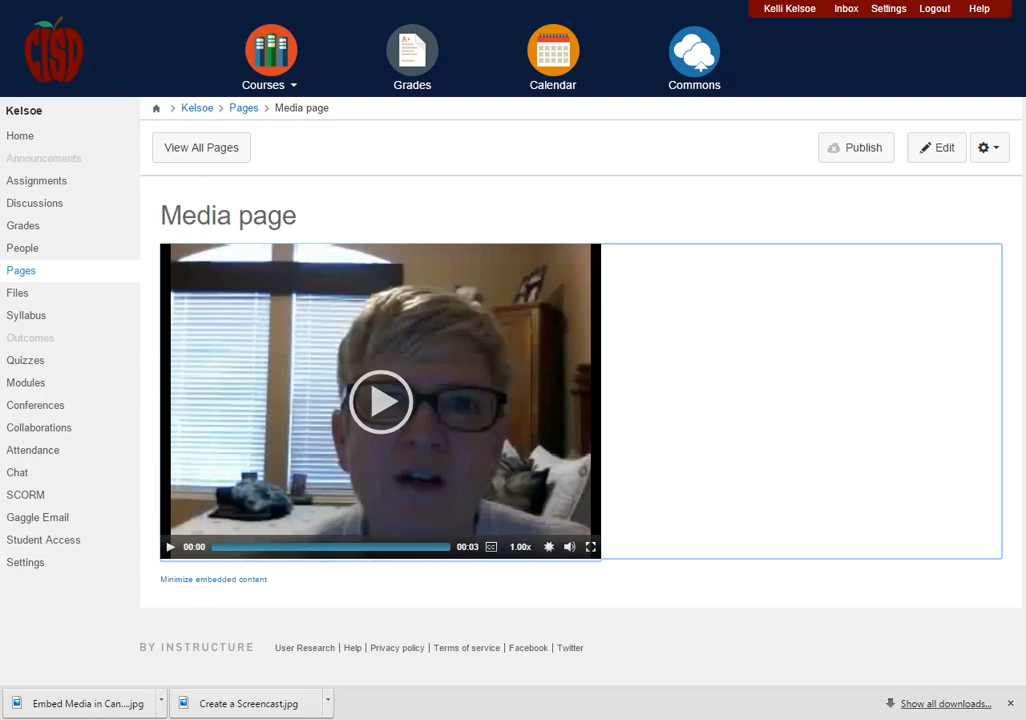 Kelli Kelsoe Inbox Settings Logout Help
CISD
Courses Grades Calendar Commons
A+
Kelsoe
Home
Announcements
Assignments
Discussions
Grades
People
Pages
Files
Syllabus
Outcomes
Quizzes
Modules
Conferences
Collaborations
Attendance
Chat
SCORM
Gaggle Email
Student Access
Settings
Kelsoe > Pages > Media page
View All Pages Publish Edit
Media page
00:00 00:03 CC 1.00x
Minimize embedded content
BY INSTRUCTURE User Research | Help | Privacy policy | Terms of service | Facebook | Twitter
Embed Media in Can....jpg Create a Screencast.jpg Show all downloads... ×